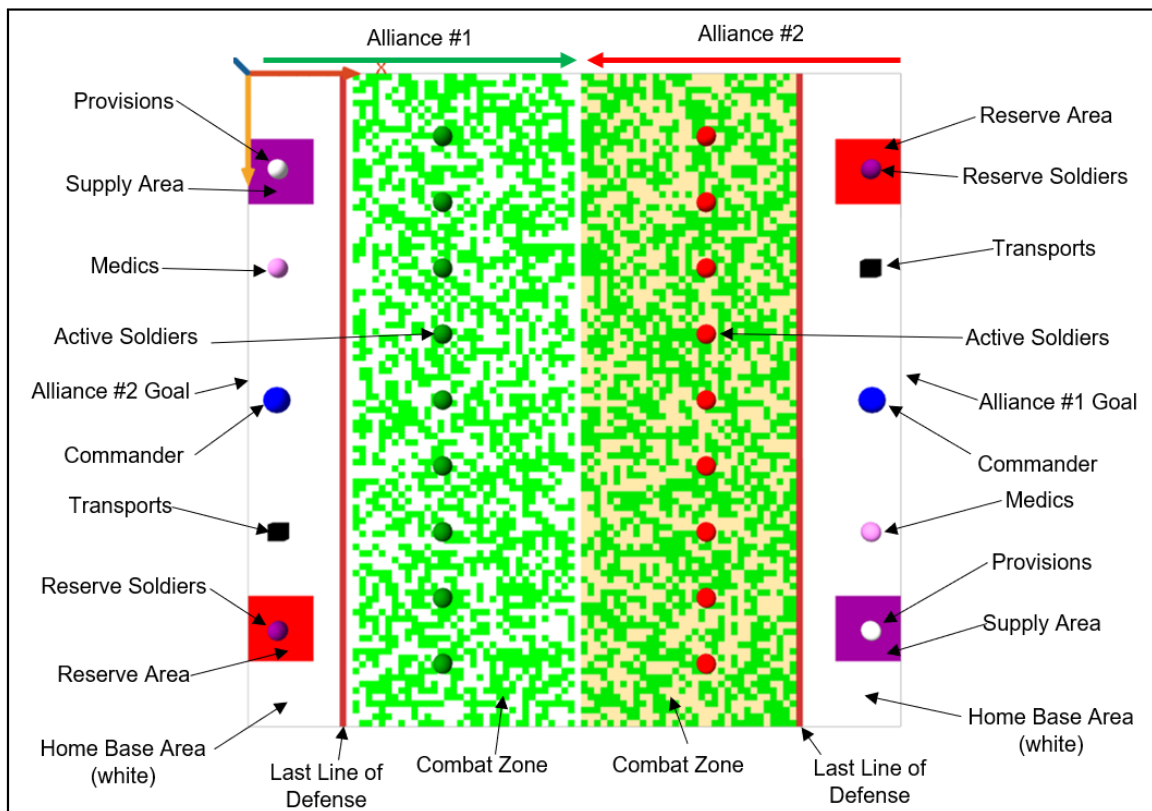 Alliance #1
Alliance #2
X
Provisions
Supply Area
Medics
Active Soldiers
Alliance #2 Goal
Commander
Transports
Reserve Soldiers
Reserve Area
Home Base Area
(white)
Last Line of
Defense
Combat Zone
Combat Zone
Last Line of
Defense
Reserve Area
Reserve Soldiers
Transports
Active Soldiers
Alliance #1 Goal
Commander
Medics
Provisions
Supply Area
Home Base Area
(white)